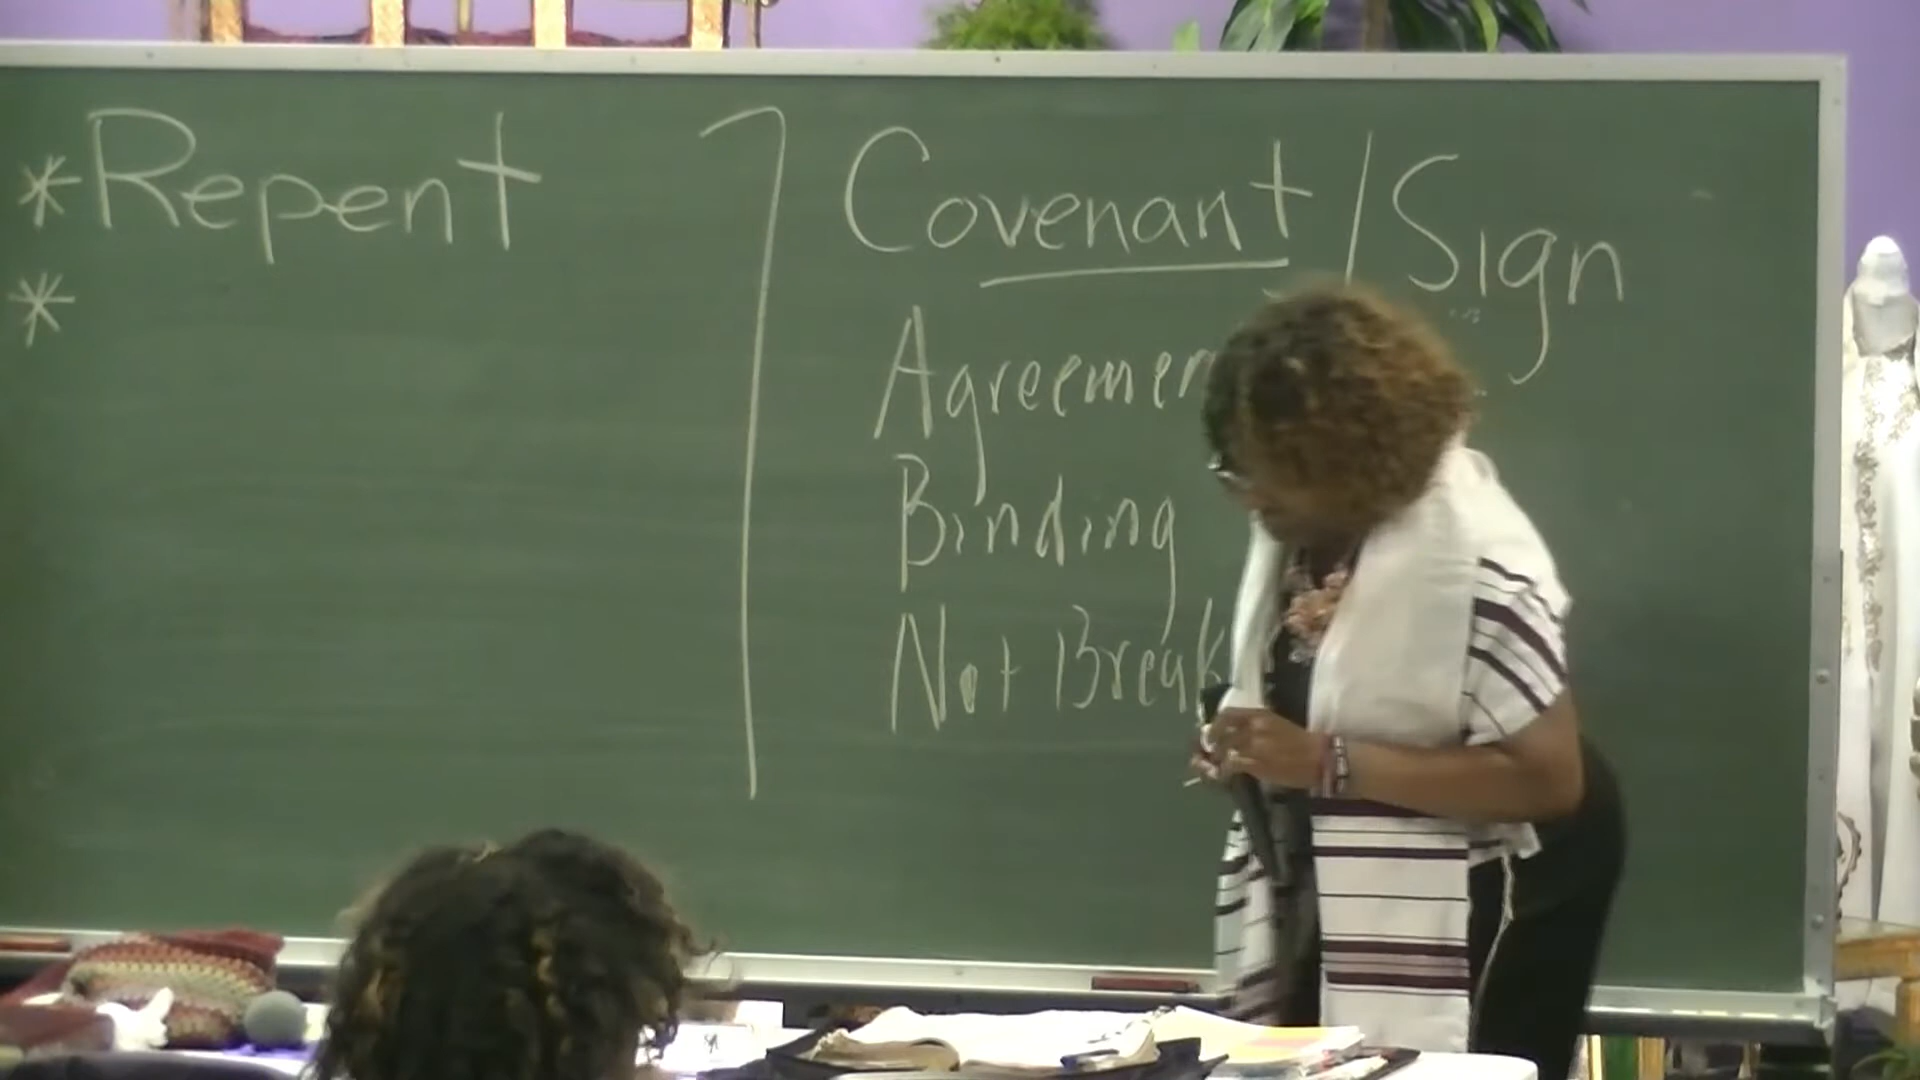 *Repent
*
Covenant / Sign
Agreemen
Binding
Not Break